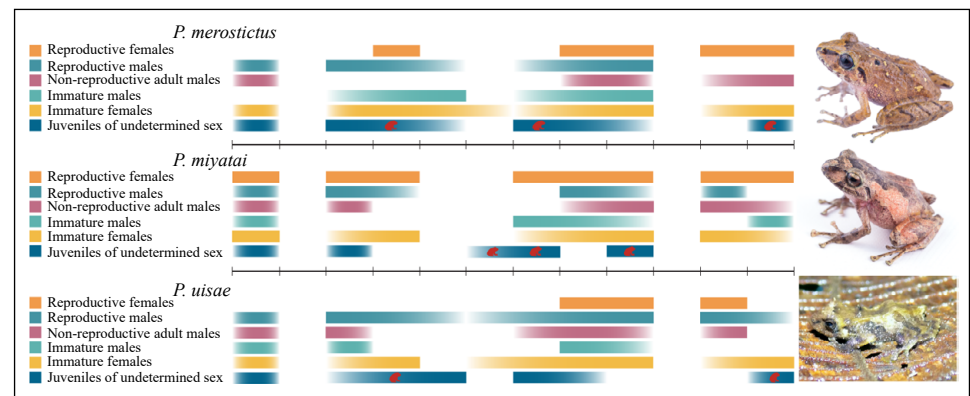 P. merostictus
Reproductive females
Reproductive males
Non-reproductive adult males
Immature males
Immature females
Juveniles of undetermined sex
P. miyatai
Reproductive females
Reproductive males
Non-reproductive adult males
Immature males
Immature females
Juveniles of undetermined sex
P. uisae
Reproductive females
Reproductive males
Non-reproductive adult males
Immature males
Immature females
Juveniles of undetermined sex